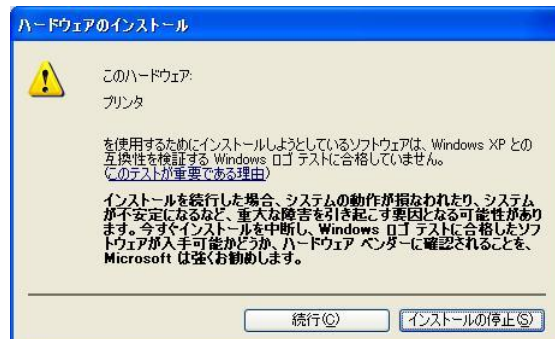 ハードウェアのインストール
このハードウェア:
プリンタ
を使用するためにインストールしようとしているソフトウェアは、Windows XP との
互換性を検証する Windows ロゴ テストに合格していません。
(このテストが重要である理由)
インストールを続行した場合、システムの動作が損なわれたり、システム
が不安定になるなど、重大な障害を引き起こす要因となる可能性があり
ます。今すぐインストールを中断し、Windows ロゴ テストに合格したソフ
トウェアが入手可能かどうか、ハードウェア ベンダーに確認されることを、
Microsoft は強くお勧めします。
続行(C)
インストールの停止(S)